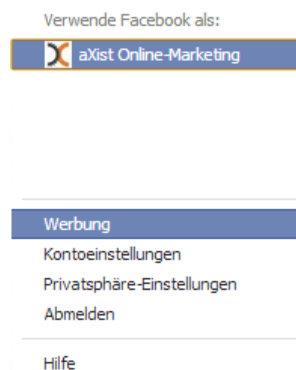 Verwende Facebook als:
aXist Online-Marketing
Werbung
Kontoeinstellungen
Privatsphäre-Einstellungen
Abmelden
Hilfe